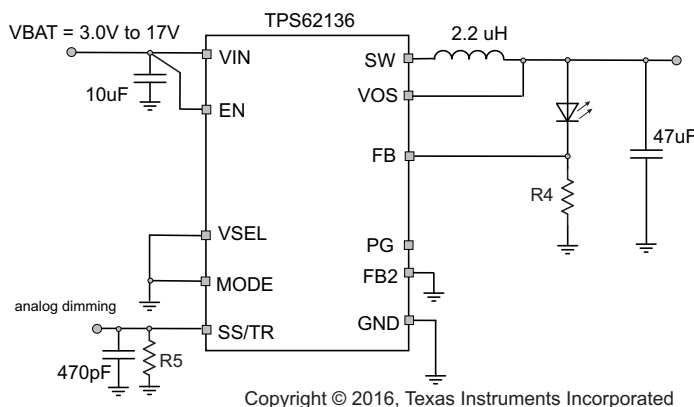 TPS62136
VBAT = 3.0V to 17V
VIN
10uF
EN
SW
2.2 uH
VOS
FB
R4
47uF
VSEL
MODE
PG
FB2
GND
analog dimming
SS/TR
470pF
R5
Copyright © 2016, Texas Instruments Incorporated